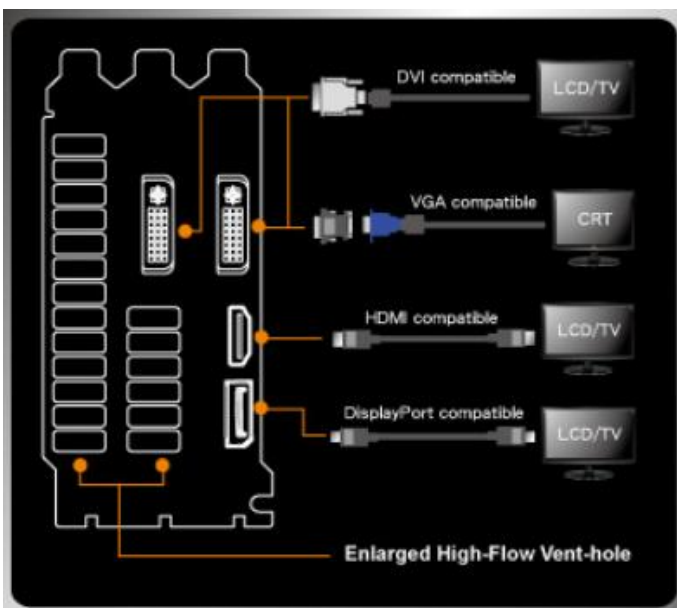 DVI compatible
LCD/TV
VGA compatible
CRT
HDMI compatible
LCD/TV
DisplayPort compatible
LCD/TV
Enlarged High-Flow Vent-hole